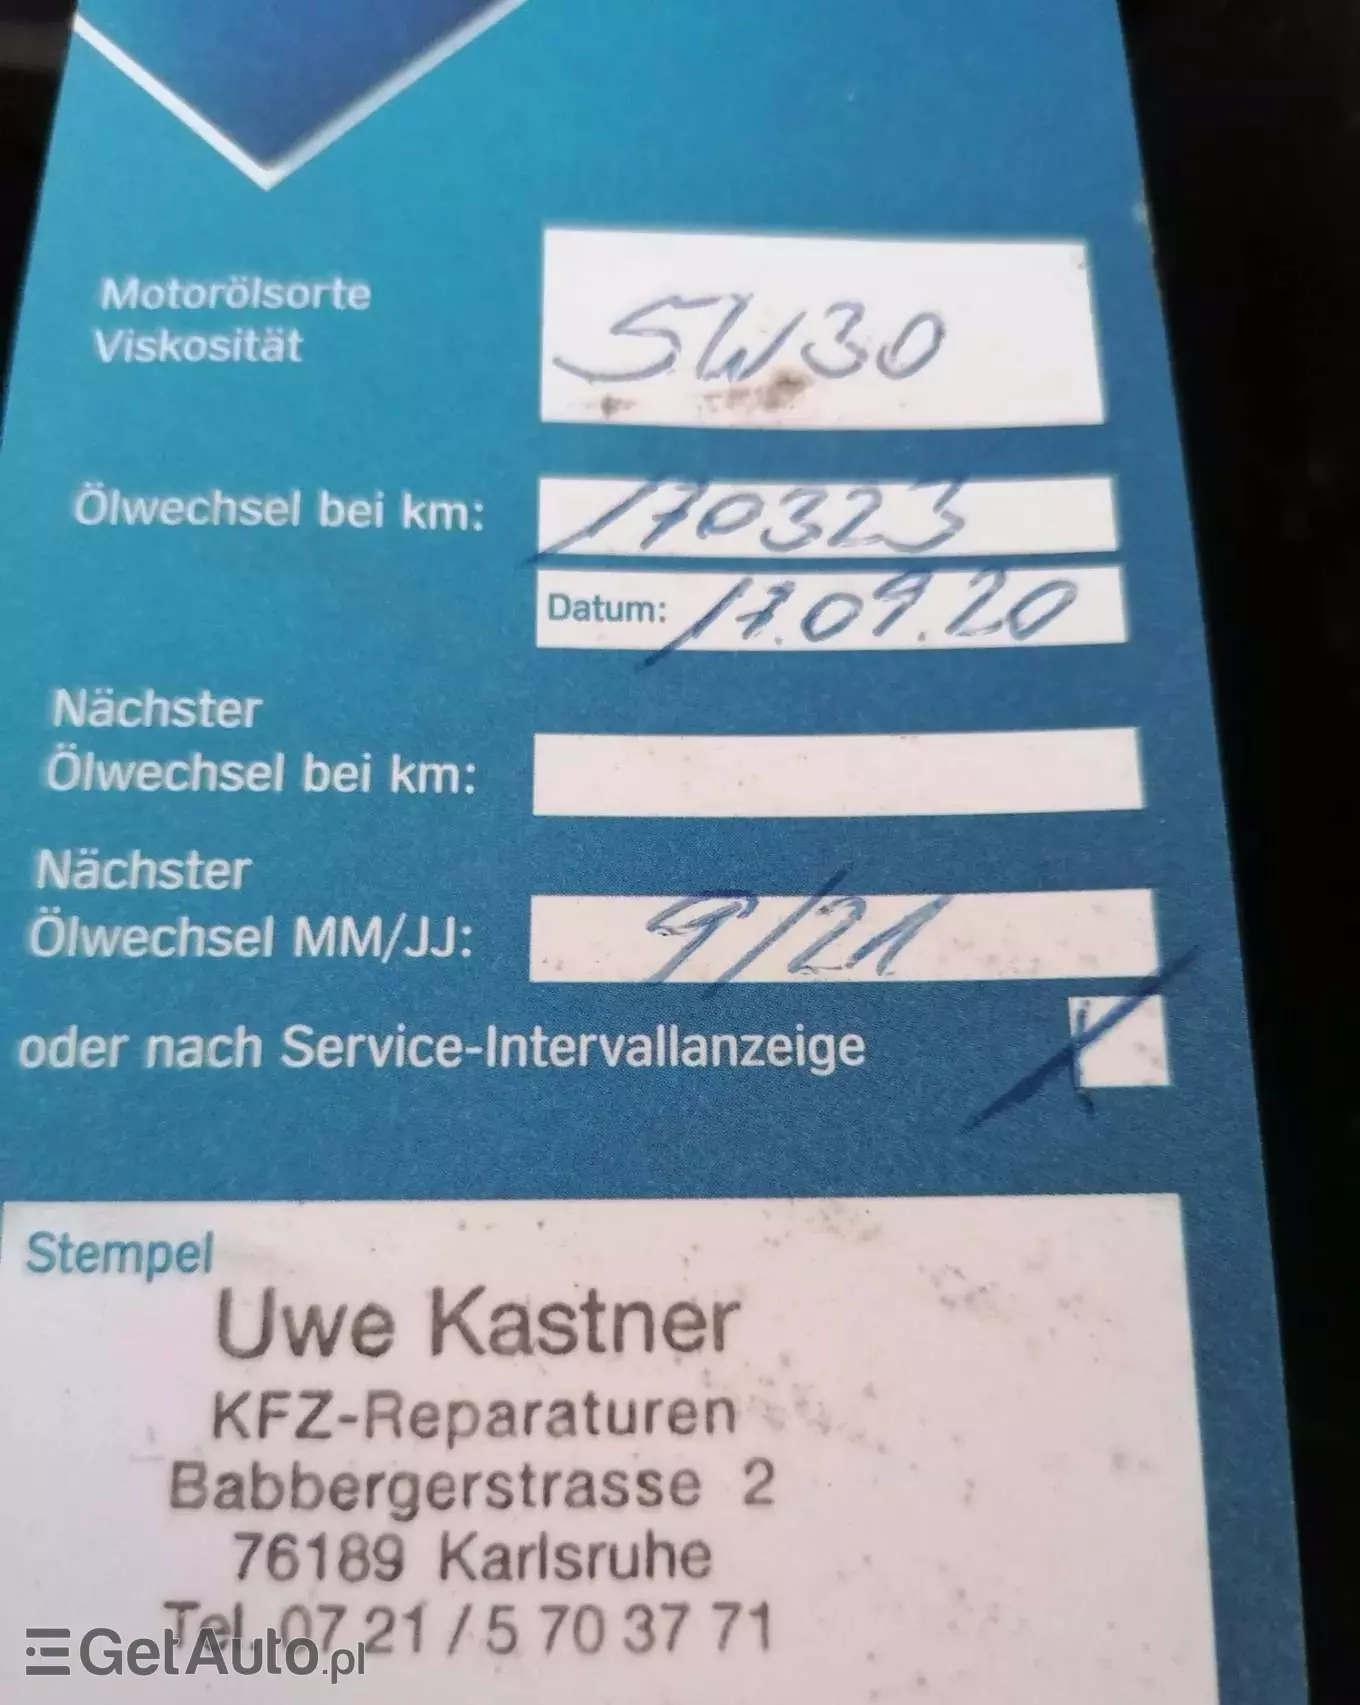 Motorölsorte
Viskosität
5W30
Ölwechsel bei km:
170323
Datum: 17.09.20
Nächster
Ölwechsel bei km:
Nächster
Ölwechsel MM/JJ:
9/21
oder nach Service-Intervallanzeige
Stempel
Uwe Kastner
KFZ-Reparaturen
Babbergerstrasse 2
76189 Karlsruhe
Tel. 07 21 / 5 70 37 71
GetAuto.pl